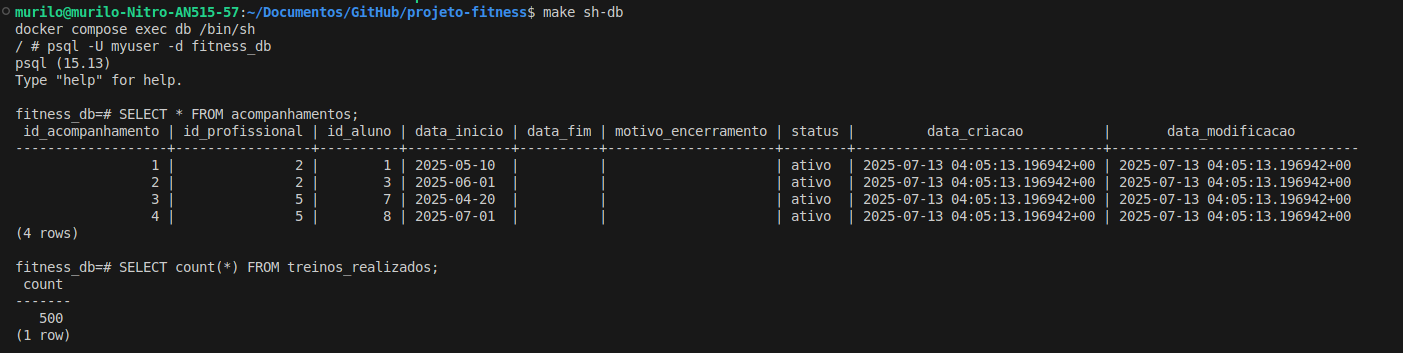 murilo@murilo-Nitro-AN515-57:~/Documentos/GitHub/projeto-fitness$ make sh-db
docker compose exec db /bin/sh
/ # psql -U myuser -d fitness_db
psql (15.13)
Type "help" for help.

fitness_db=# SELECT * FROM acompanhamentos;
 id_acompanhamento | id_profissional | id_aluno | data_inicio | data_fim | motivo_encerramento | status |         data_criacao          |       data_modificacao
-------------------+-----------------+----------+-------------+----------+---------------------+--------+-------------------------------+-------------------------------
                 1 |               2 |        1 | 2025-05-10  |          |                     | ativo  | 2025-07-13 04:05:13.196942+00 | 2025-07-13 04:05:13.196942+00
                 2 |               2 |        3 | 2025-06-01  |          |                     | ativo  | 2025-07-13 04:05:13.196942+00 | 2025-07-13 04:05:13.196942+00
                 3 |               5 |        7 | 2025-04-20  |          |                     | ativo  | 2025-07-13 04:05:13.196942+00 | 2025-07-13 04:05:13.196942+00
                 4 |               5 |        8 | 2025-07-01  |          |                     | ativo  | 2025-07-13 04:05:13.196942+00 | 2025-07-13 04:05:13.196942+00
(4 rows)

fitness_db=# SELECT count(*) FROM treinos_realizados;
 count
-------
   500
(1 row)